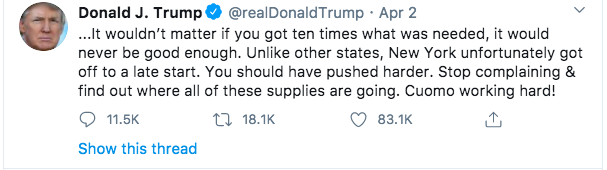 Donald J. Trump @realDonaldTrump · Apr 2
...It wouldn't matter if you got ten times what was needed, it would
never be good enough. Unlike other states, New York unfortunately got
off to a late start. You should have pushed harder. Stop complaining &
find out where all of these supplies are going. Cuomo working hard!
11.5K 18.1K 83.1K
Show this thread